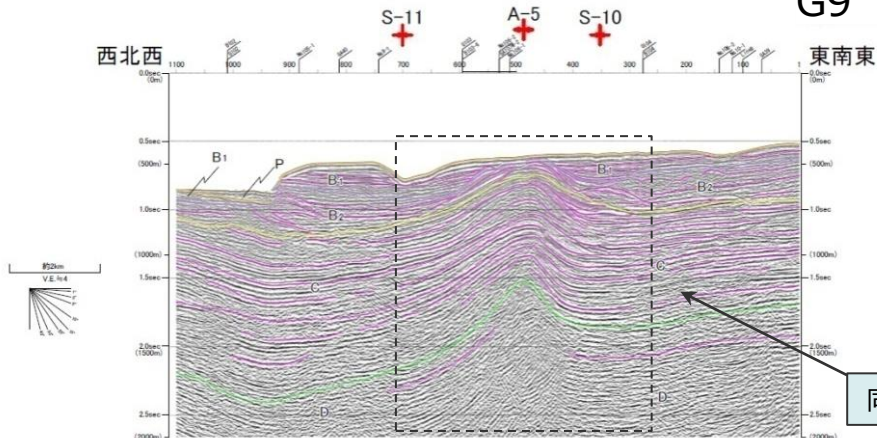 G9
S-11 A-5 S-10
西北西 東南東
1100 1000 900 800 700 600 500 400 300 200 100 1
0.0sec 0.0sec
(0m) (0m)
0.5sec 0.5sec
(500m) (500m)
B1 P B1 B1 B2
B2
1.0sec 1.0sec
(1000m) (1000m)
C C
1.5sec 1.5sec
約2km
V.E.≒4
2.0sec 2.0sec
(1500m) (1500m)
同
D D
2.5sec 2.5sec
(2000m) (2000m)